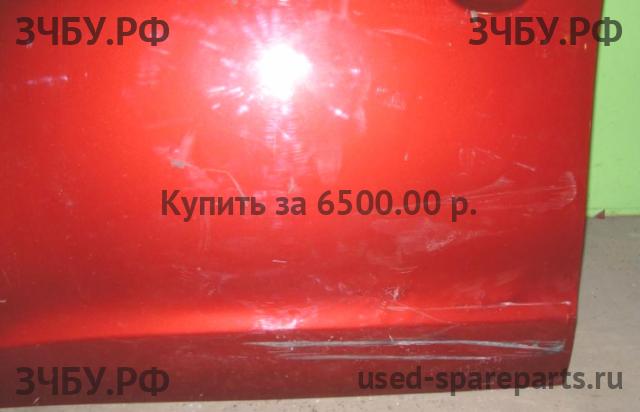 ЗЧБУ.РФ
ЗЧБУ.РФ
Купить за 6500.00 р.
ЗЧБУ.РФ
used-spareparts.ru